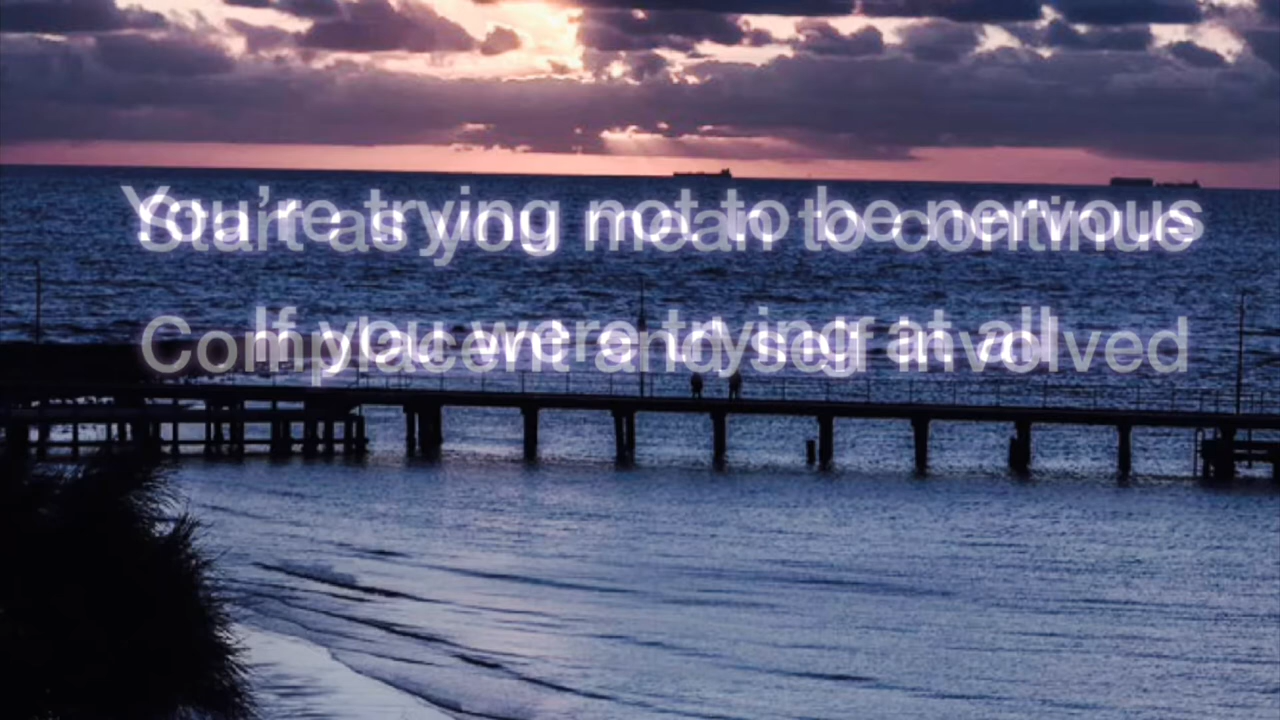 You're trying not to be nervous
If you were trying at all
Start as you mean to continue
Complacent and self involved